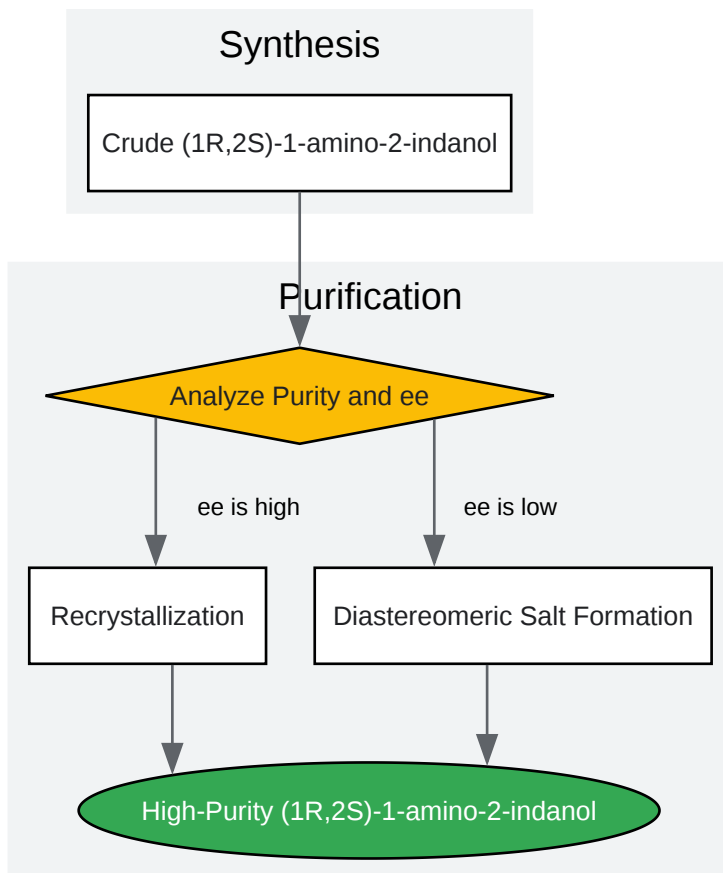 Synthesis
Crude (1R,2S)-1-amino-2-indanol
Purification
Analyze Purity and ee
ee is high
ee is low
Recrystallization
Diastereomeric Salt Formation
High-Purity (1R,2S)-1-amino-2-indanol